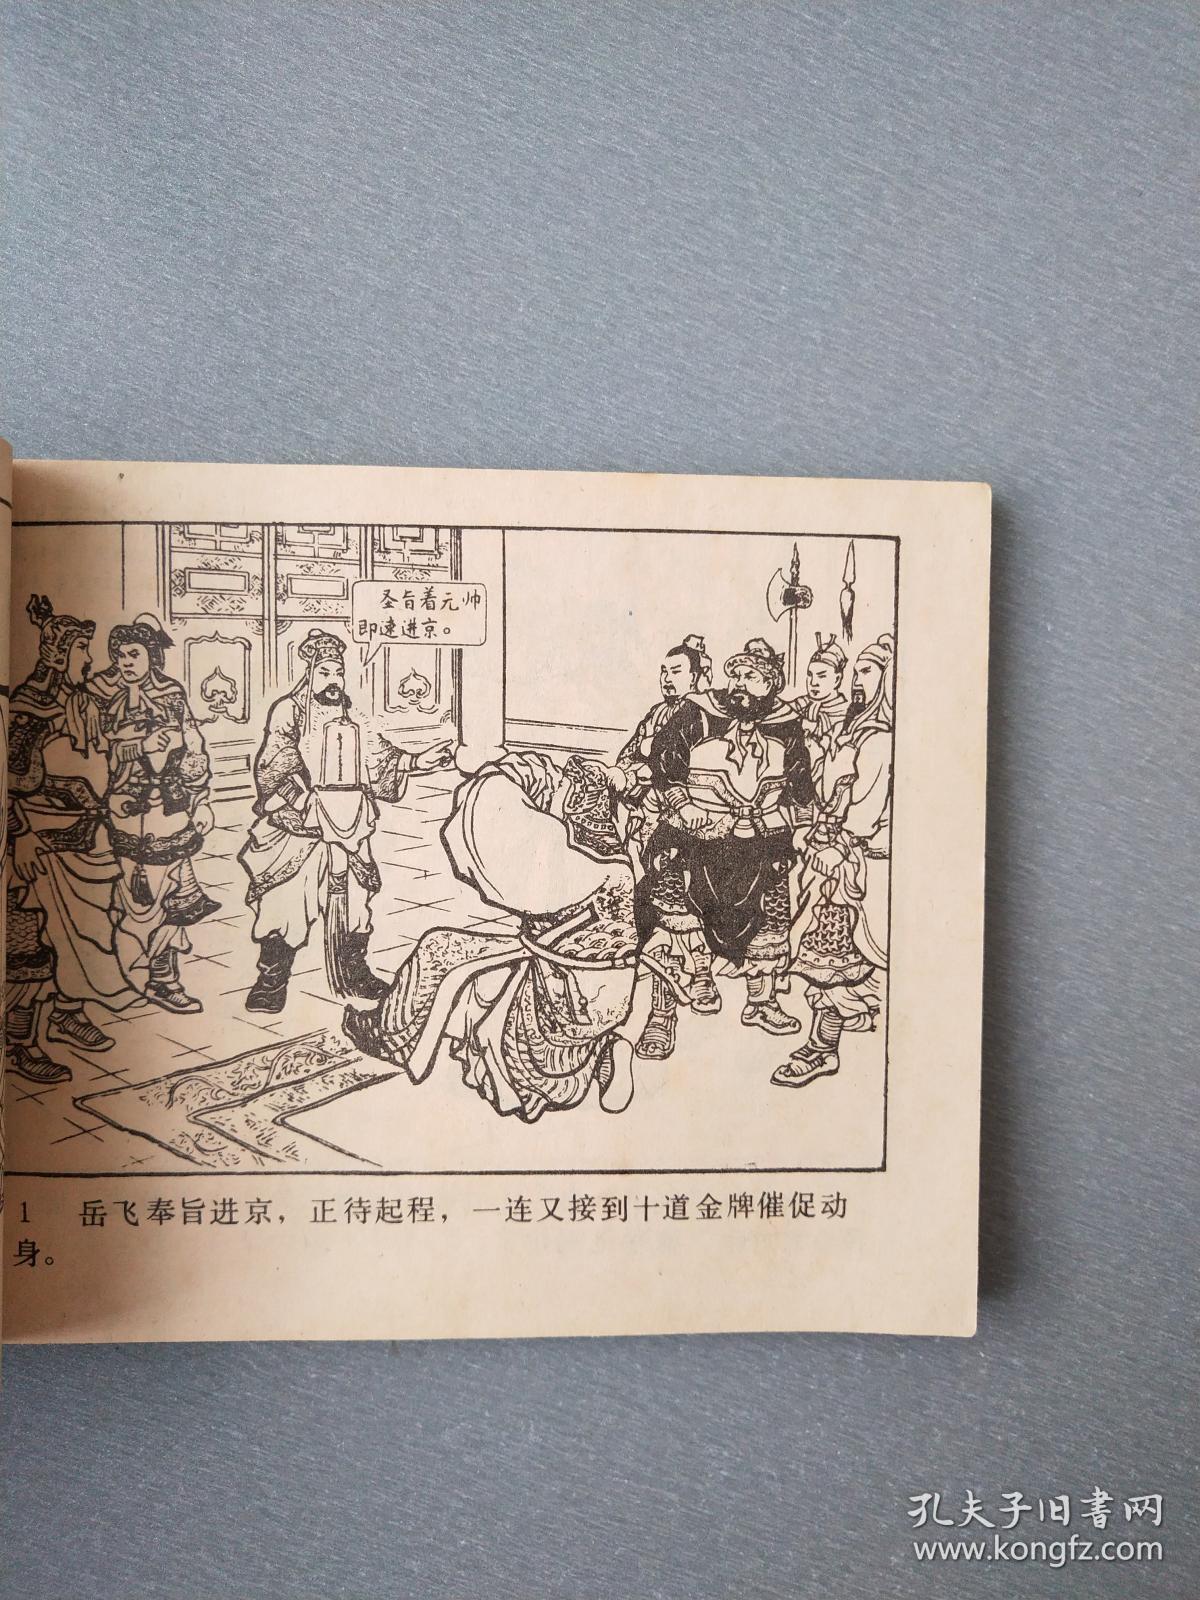 圣旨着元帅
即速进京。
1 岳飞奉旨进京，正待起程，一连又接到十道金牌催促动
身。
孔夫子旧书网
www.kongfz.com